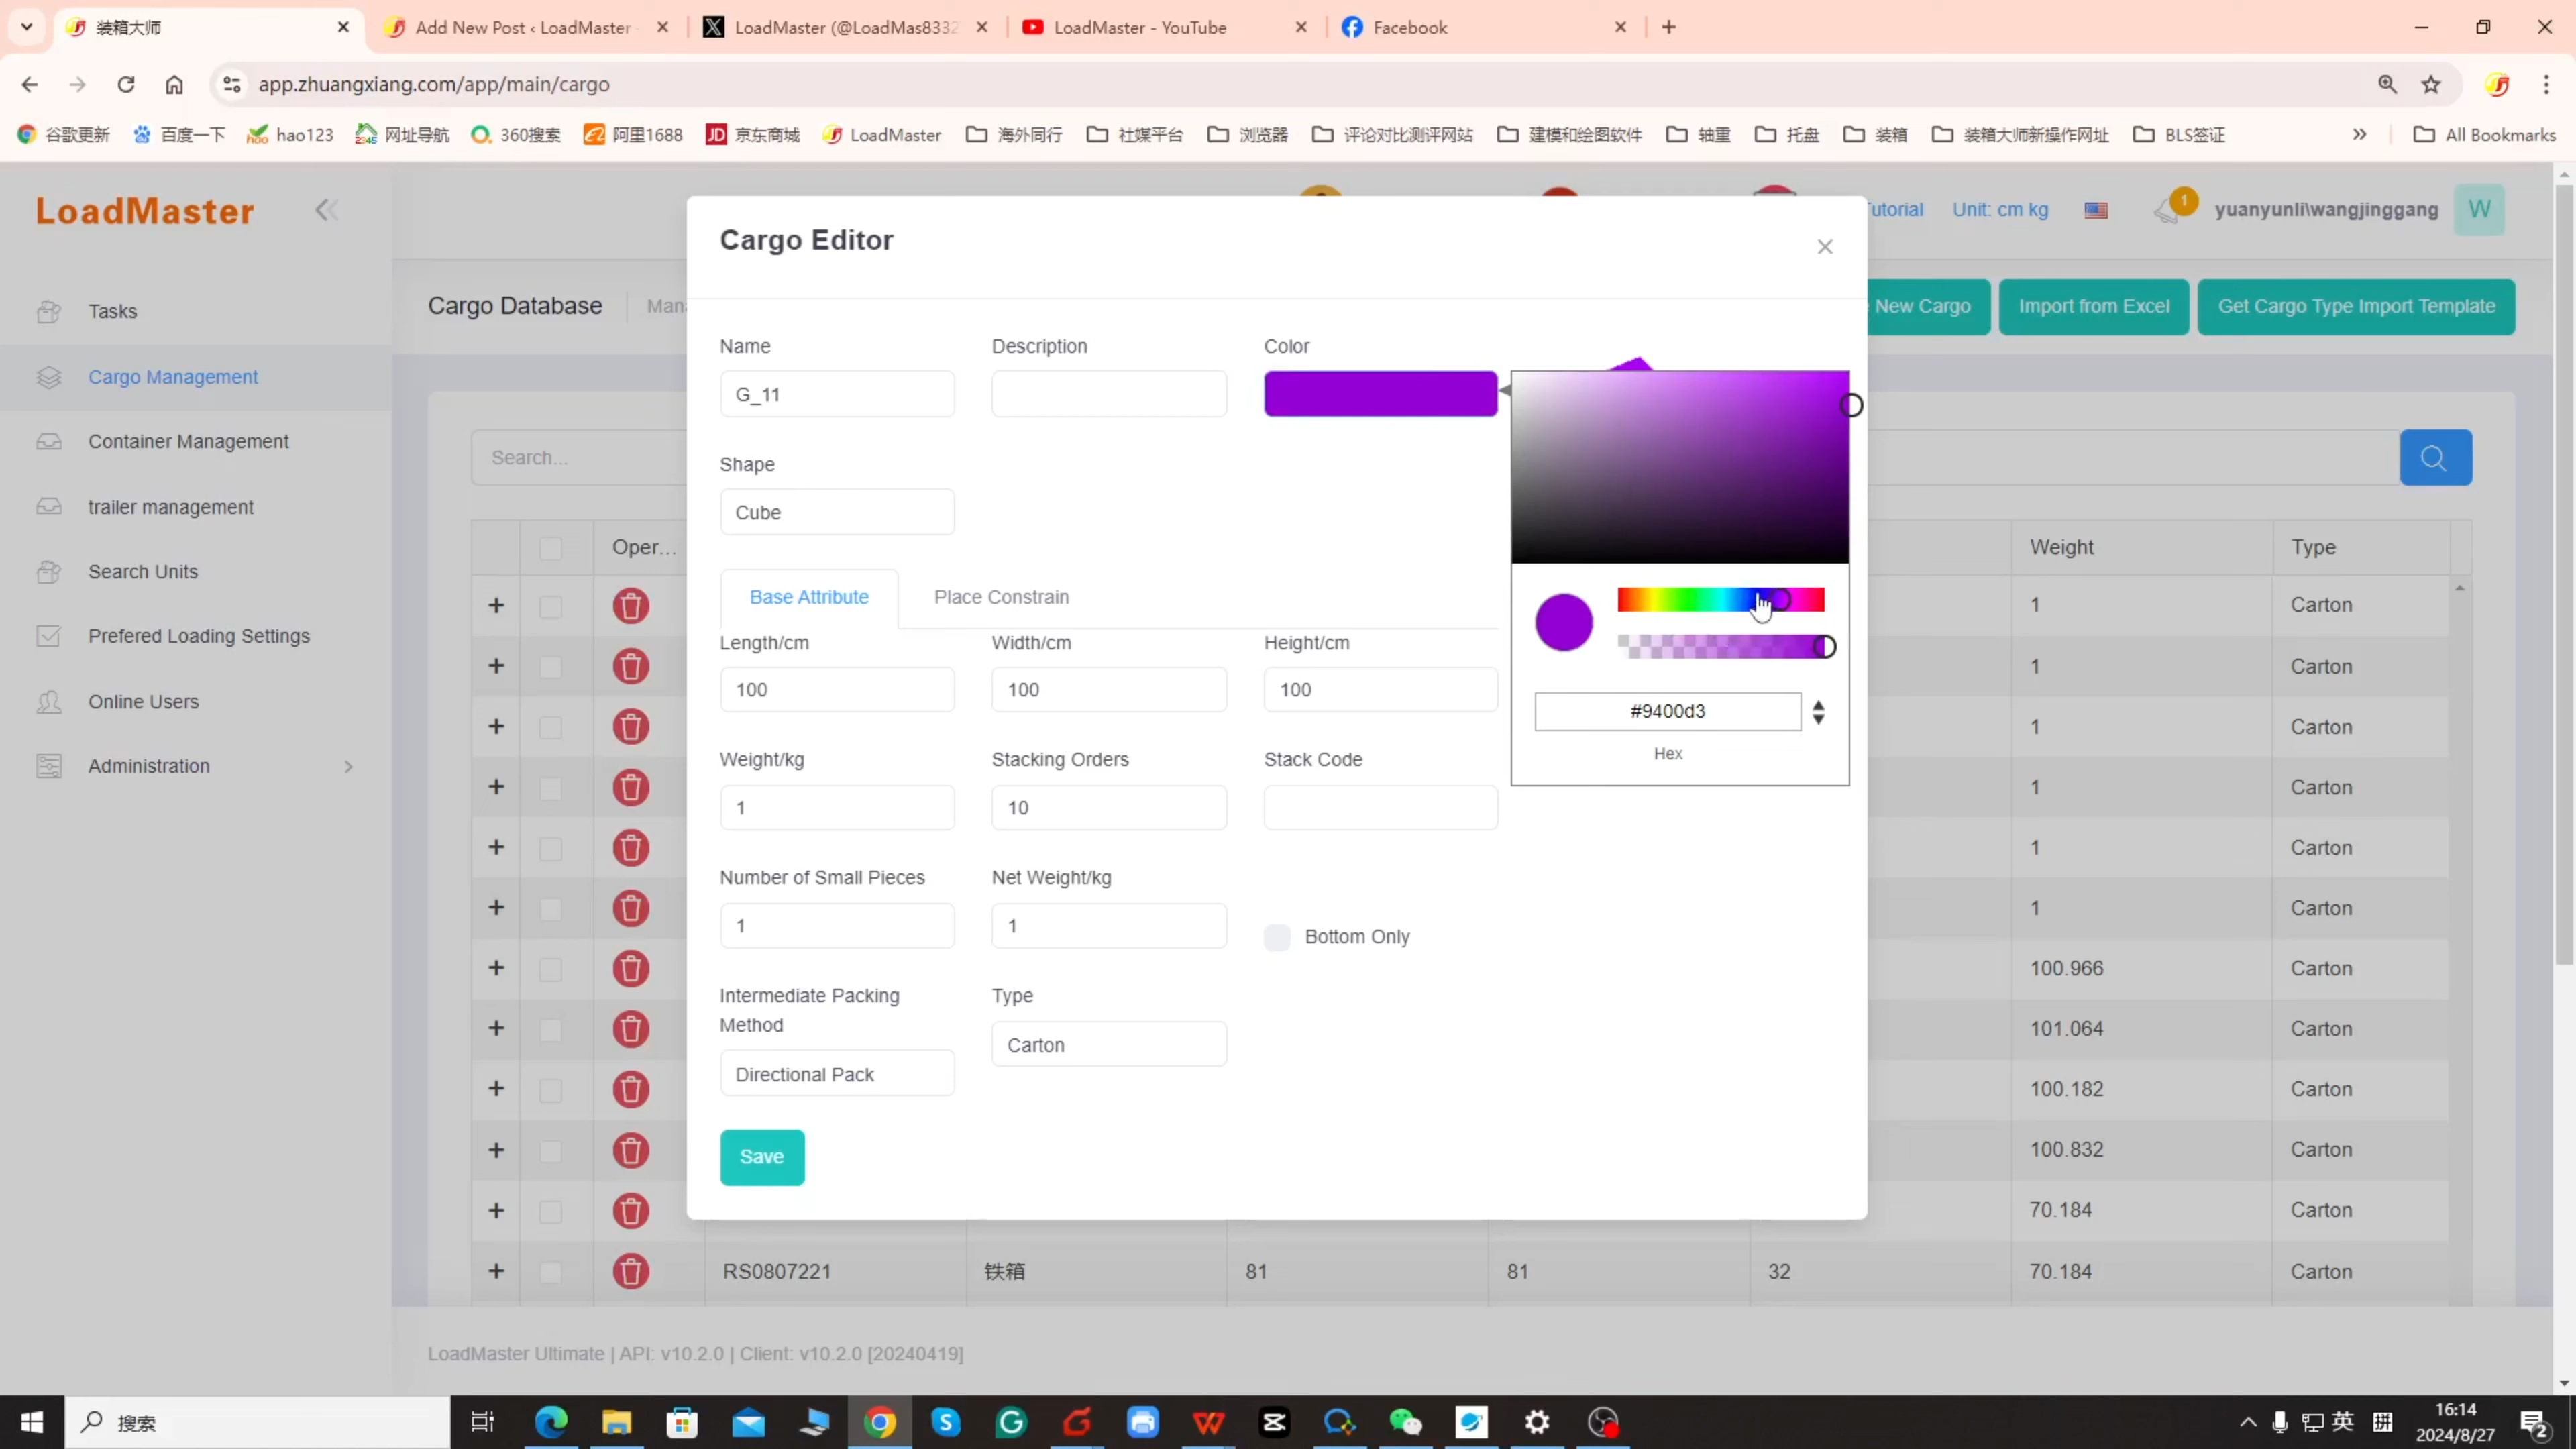 装箱大师
Add New Post ‹ LoadMaster
LoadMaster (@LoadMas8332
LoadMaster - YouTube
Facebook
app.zhuangxiang.com/app/main/cargo
谷歌更新
百度一下
hao123
网址导航
360搜索
阿里1688
京东商城
LoadMaster
海外同行
社媒平台
浏览器
评论对比测评网站
建模和绘图软件
轴重
托盘
装箱
装箱大师新操作网址
BLS签证
All Bookmarks
LoadMaster
utorial
Unit: cm kg
1
yuanyunli\wangjinggang
W
Tasks
Cargo Management
Container Management
trailer management
Search Units
Prefered Loading Settings
Online Users
Administration
Cargo Database
Man
New Cargo
Import from Excel
Get Cargo Type Import Template
Search...
Oper...
Weight
Type
1
Carton
1
Carton
1
Carton
1
Carton
1
Carton
1
Carton
100.966
Carton
101.064
Carton
100.182
Carton
100.832
Carton
70.184
Carton
RS0807221
铁箱
81
81
32
70.184
Carton
Cargo Editor
Name
Description
Color
G_11
Shape
Cube
Base Attribute
Place Constrain
Length/cm
Width/cm
Height/cm
100
100
100
Weight/kg
Stacking Orders
Stack Code
1
10
Number of Small Pieces
Net Weight/kg
1
1
Bottom Only
Intermediate Packing
Method
Type
Directional Pack
Carton
Save
#9400d3
Hex
LoadMaster Ultimate | API: v10.2.0 | Client: v10.2.0 [20240419]
搜索
英
拼
16:14
2024/8/27
2